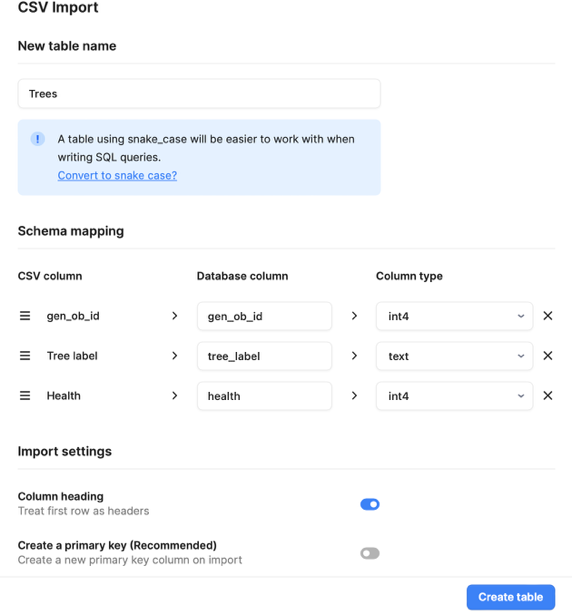 CSV Import
New table name
Trees
A table using snake_case will be easier to work with when
writing SQL queries.
Convert to snake case?
Schema mapping
CSV column Database column Column type
gen_ob_id gen_ob_id int4
Tree label tree_label text
Health health int4
Import settings
Column heading
Treat first row as headers
Create a primary key (Recommended)
Create a new primary key column on import
Create table